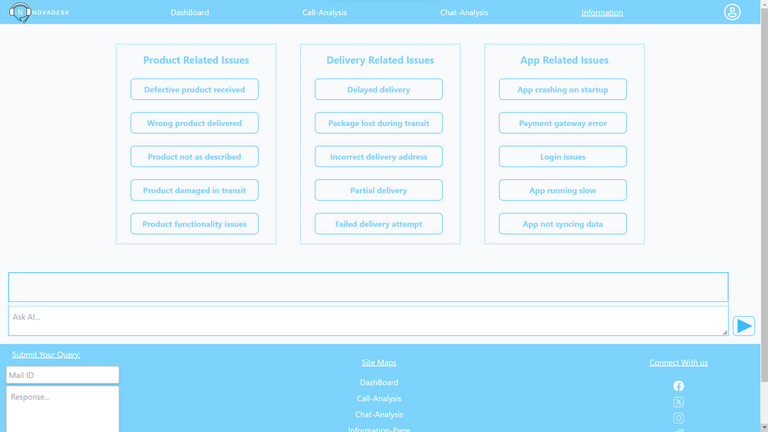 N NOVADESK
DashBoard
Call-Analysis
Chat-Analysis
Information
Product Related Issues
Defective product received
Wrong product delivered
Product not as described
Product damaged in transit
Product functionality issues
Delivery Related Issues
Delayed delivery
Package lost during transit
Incorrect delivery address
Partial delivery
Failed delivery attempt
App Related Issues
App crashing on startup
Payment gateway error
Login issues
App running slow
App not syncing data
Ask AI...
Submit Your Query:
Mail ID
Response...
Site Maps
DashBoard
Call-Analysis
Chat-Analysis
Information-Page
Connect With us